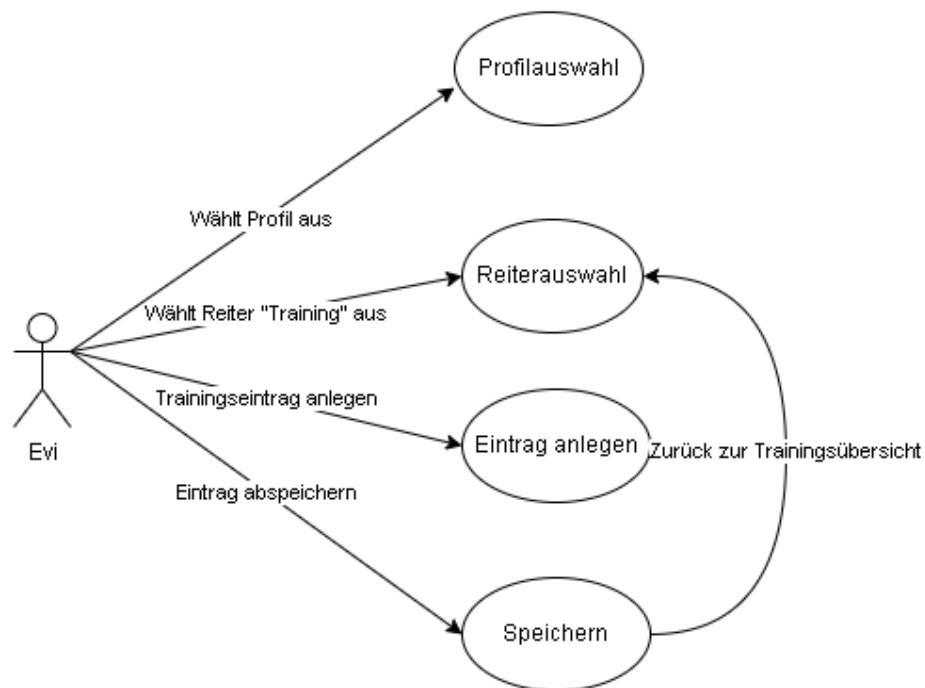 Profilauswahl
Wählt Profil aus
Reiterauswahl
Wählt Reiter "Training" aus
Trainingseintrag anlegen
Eintrag anlegen
Zurück zur Trainingsübersicht
Evi
Eintrag abspeichern
Speichern